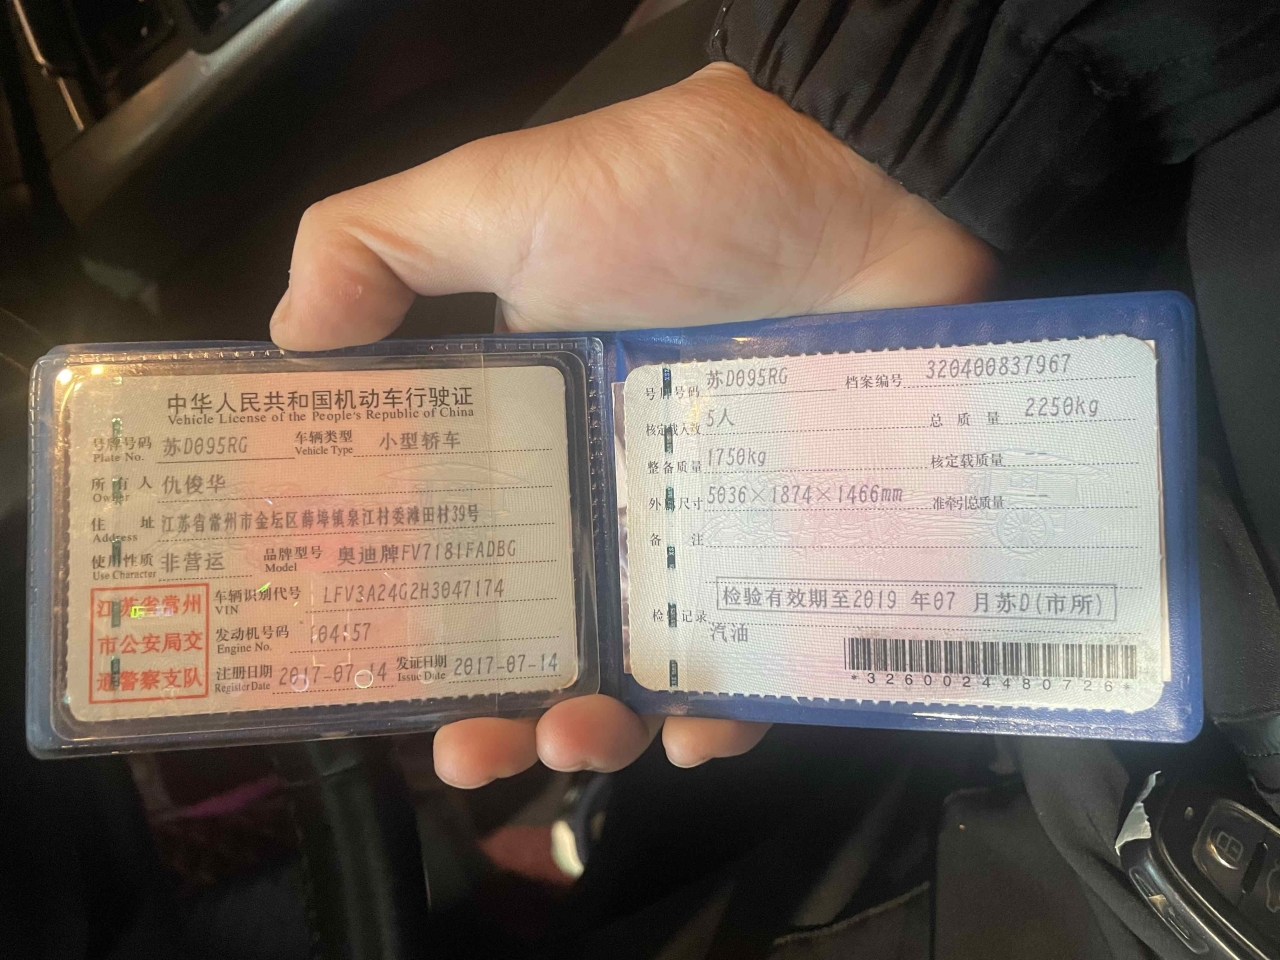 中华人民共和国机动车行驶证
Vehicle License of the People's Republic of China
号牌号码 苏D095RG 车辆类型 小型轿车
Plate No. Vehicle Type
所有人 仇俊华
Owner
住址 江苏省常州市金坛区薛埠镇泉江村委滩田村39号
Address
使用性质 非营运 品牌型号 奥迪牌FV7181FADBG
Use Character Model
江苏省常州
市公安局交
通警察支队
车辆识别代号 LFV3A24G2H3047174
VIN
发动机号码
Engine No.
注册日期 2017-07-14 发证日期 2017-07-14
Register Date Issue Date
号牌号码 苏D095RG 档案编号 320400837967
核定载人数 5人 总质量 2250kg
整备质量 1750kg 核定载质量 --
外廓尺寸 5036×1874×1466mm 准牵引总质量 --
备注
检验记录 检验有效期至2019 年07 月苏D(市所)
汽油
*3260024480726*